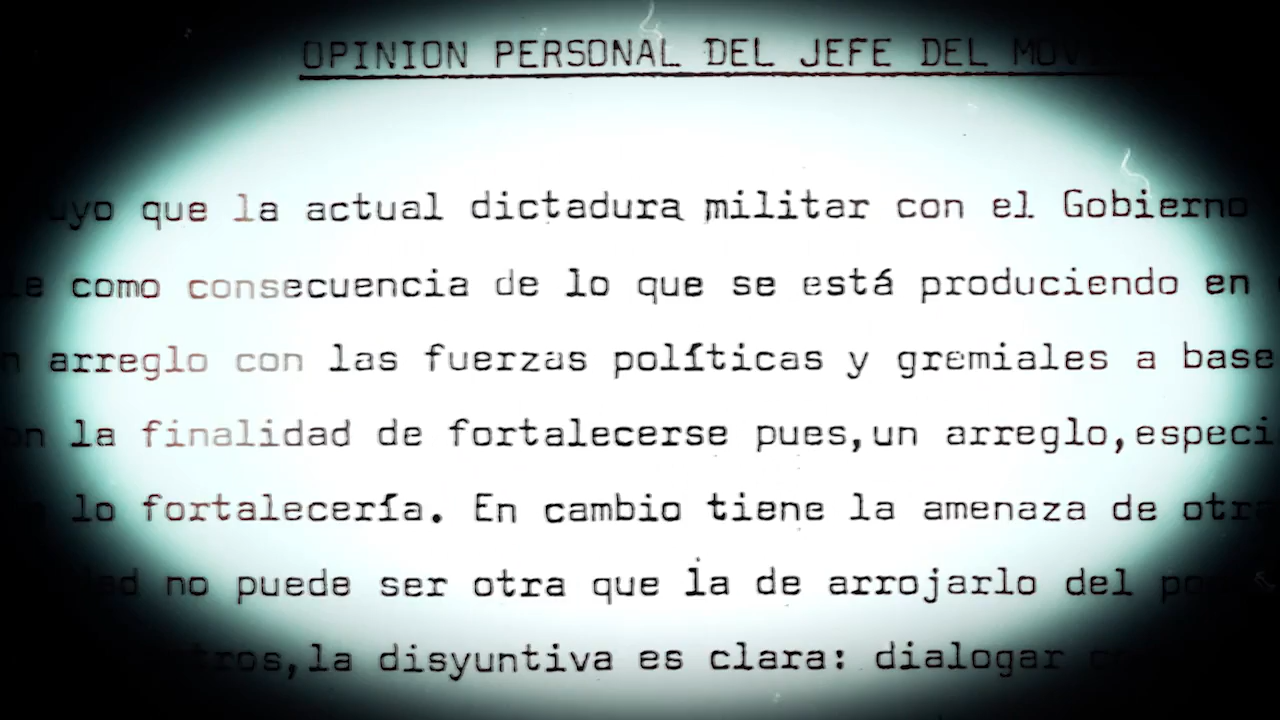 OPINION PERSONAL DEL JEFE DEL
que la actual dictadura militar con el Gobierno
como consecuencia de lo que se está produciendo en
arreglo con las fuerzas políticas y gremiales a base
la finalidad de fortalecerse pues,un arreglo,especi
lo fortalecería. En cambio tiene la amenaza de
no puede ser otra que la de arrojarlo del
la disyuntiva es clara: dialogar